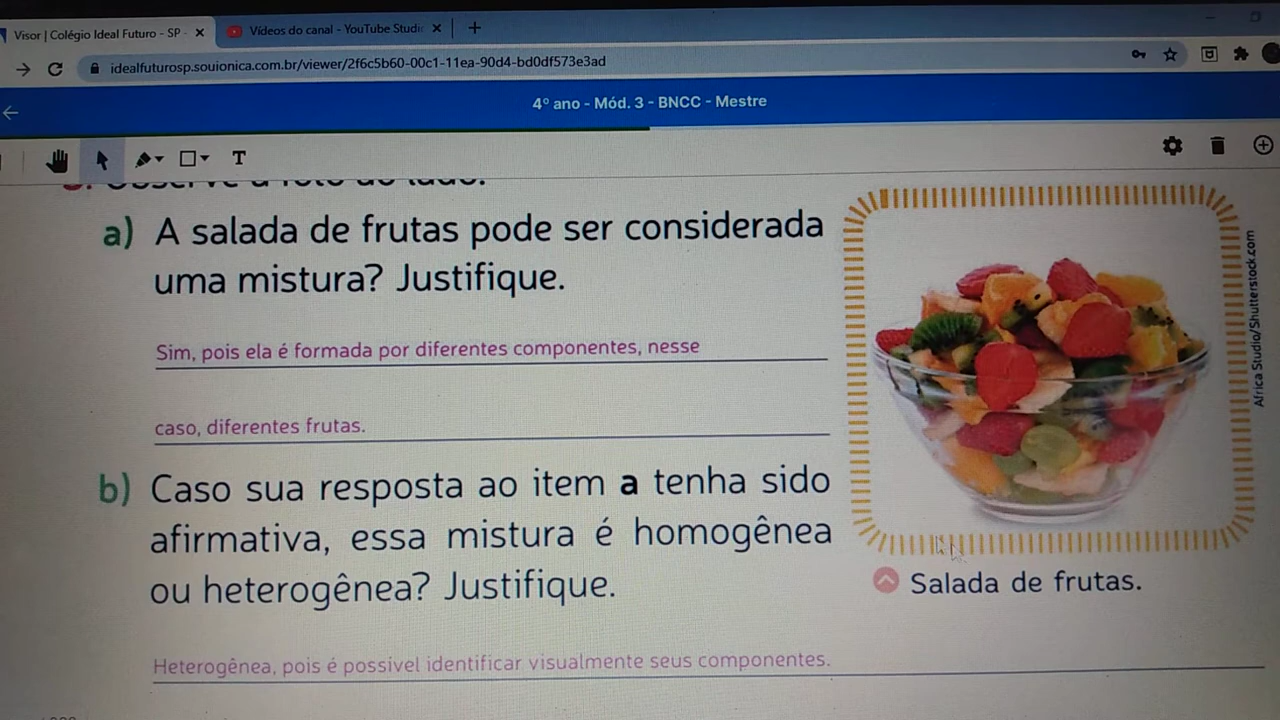 Visor | Colégio Ideal Futuro - SP -
Vídeos do canal - YouTube Studi
idealfuturosp.souionica.com.br/viewer/2f6c5b60-00c1-11ea-90d4-bd0df573e3ad
4º ano - Mód. 3 - BNCC - Mestre
T
a) A salada de frutas pode ser considerada
uma mistura? Justifique.
Sim, pois ela é formada por diferentes componentes, nesse
caso, diferentes frutas.
b) Caso sua resposta ao item a tenha sido
afirmativa, essa mistura é homogênea
ou heterogênea? Justifique.
Heterogênea, pois é possivel identificar visualmente seus componentes.
Africa Studio/Shutterstock.com
Salada de frutas.